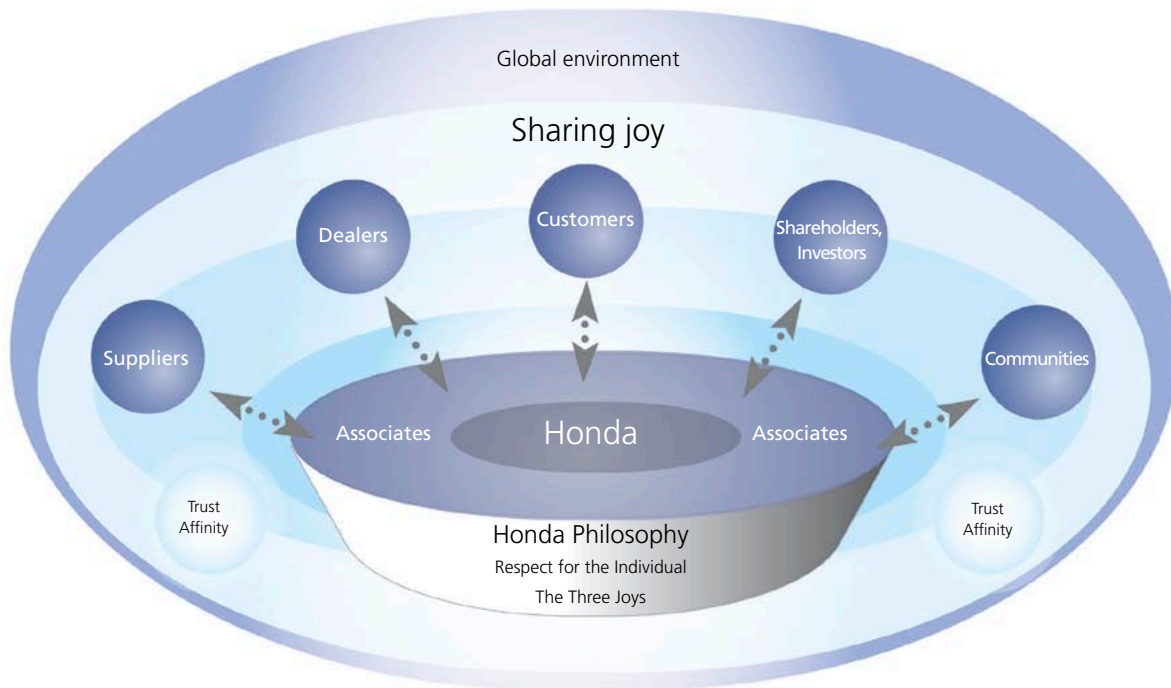 Global environment
Sharing joy
Customers
Dealers
Shareholders,
Investors
Suppliers
Communities
Associates
Honda
Associates
Trust
Affinity
Trust
Affinity
Honda Philosophy
Respect for the Individual
The Three Joys